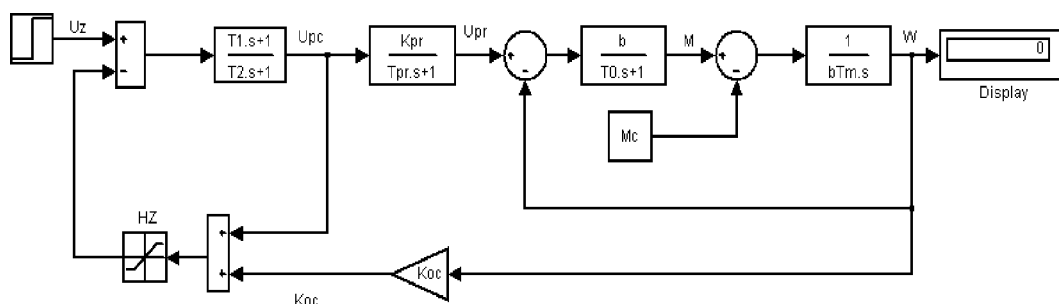 Uz
T1.s+1
T2.s+1
Upc
Kpr
Tpr.s+1
Upr
b
T0.s+1
M
1
bTm.s
W
0
Display
Mc
HZ
Koc
Koc